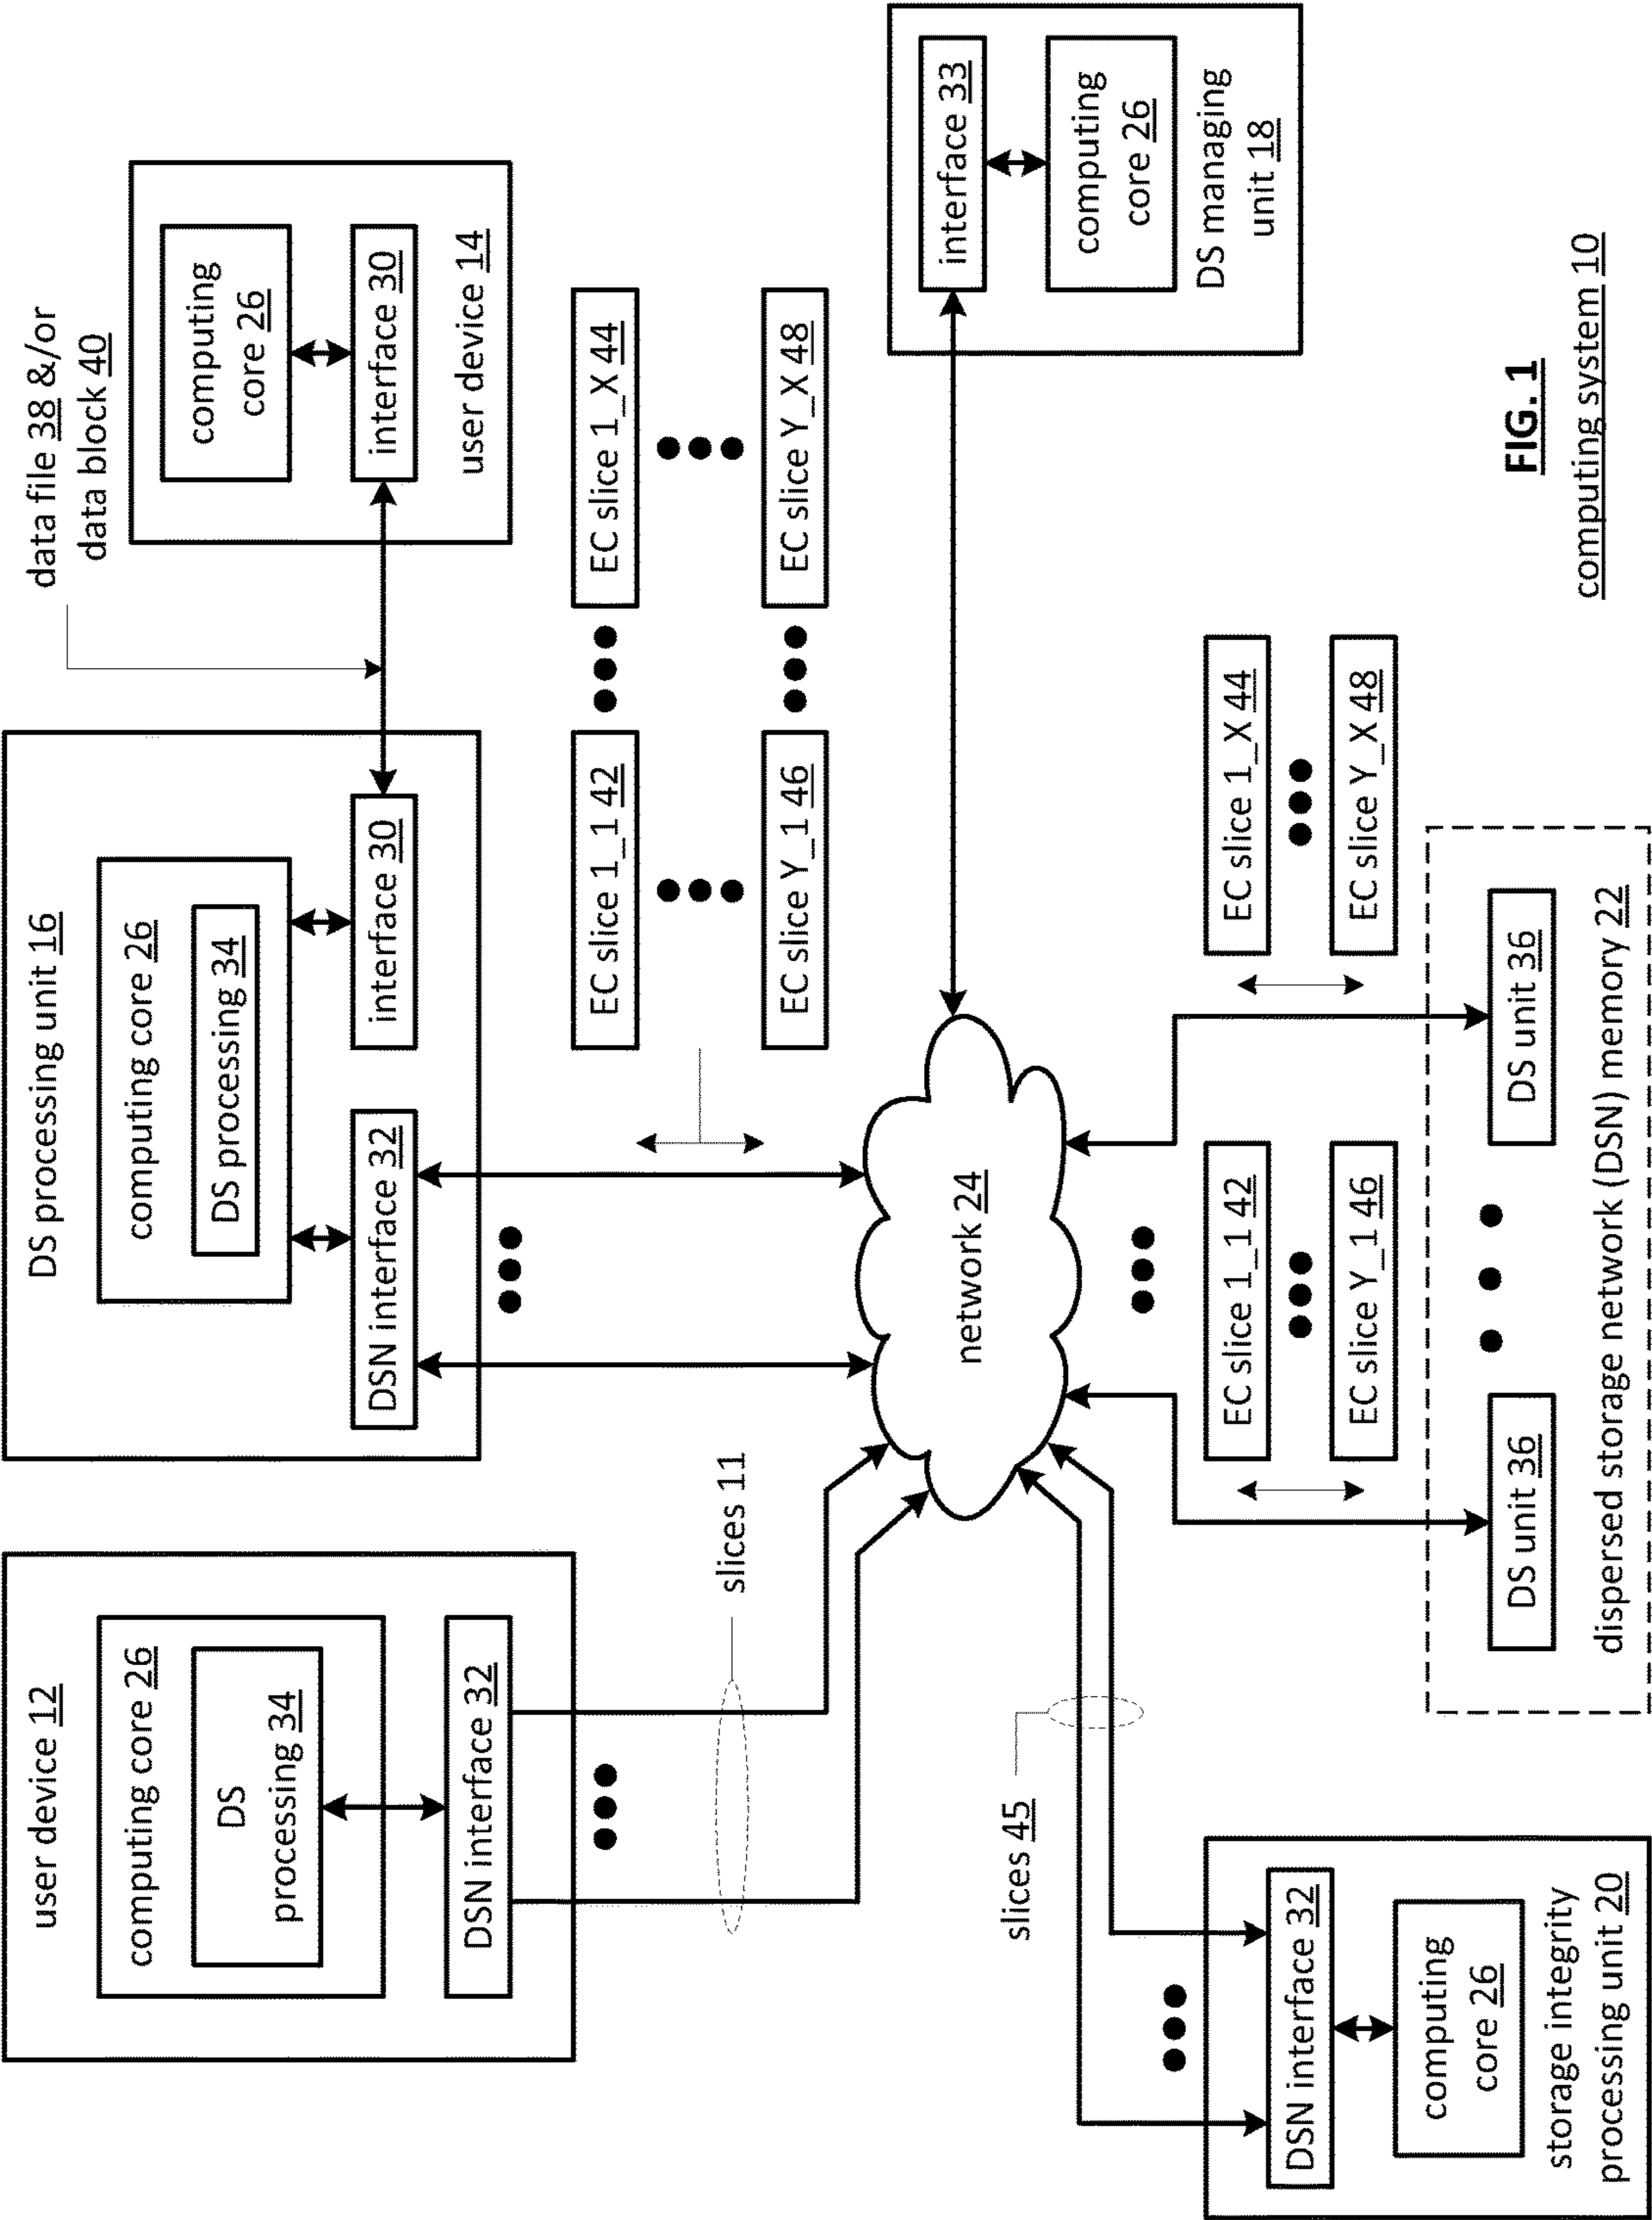 user device 12
computing core 26
DS
processing 34
DSN interface 32
slices 11
DS processing unit 16
computing core 26
DS processing 34
DSN interface 32
interface 30
data file 38 &/or
data block 40
computing
core 26
interface 30
user device 14
EC slice 1_1 42
EC slice 1_X 44
EC slice Y_1 46
EC slice Y_X 48
network 24
interface 33
computing
core 26
DS managing
unit 18
slices 45
DSN interface 32
computing
core 26
storage integrity
processing unit 20
EC slice 1_1 42
EC slice Y_1 46
EC slice 1_X 44
EC slice Y_X 48
DS unit 36
DS unit 36
dispersed storage network (DSN) memory 22
FIG. 1
computing system 10